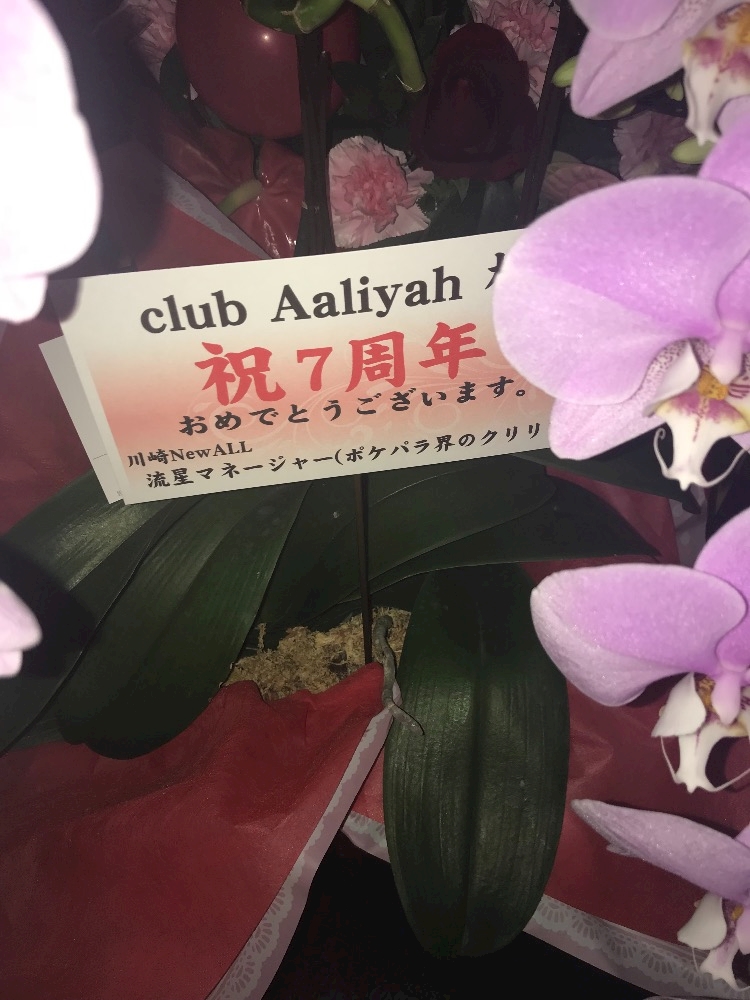 club Aaliyah
祝7周年
おめでとうございます。
川崎NewALL
流星マネージャー(ポケパラ界のクリリ